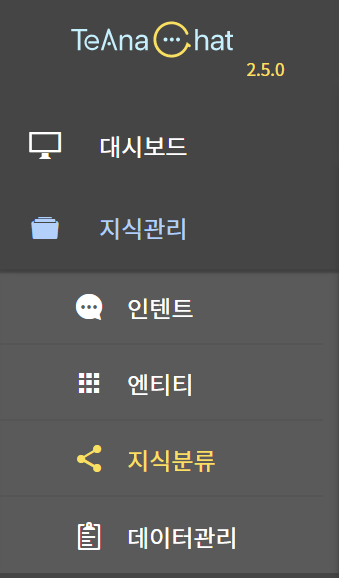 TeAna Chat
2.5.0
대시보드
지식관리
인텐트
엔티티
지식분류
데이터관리